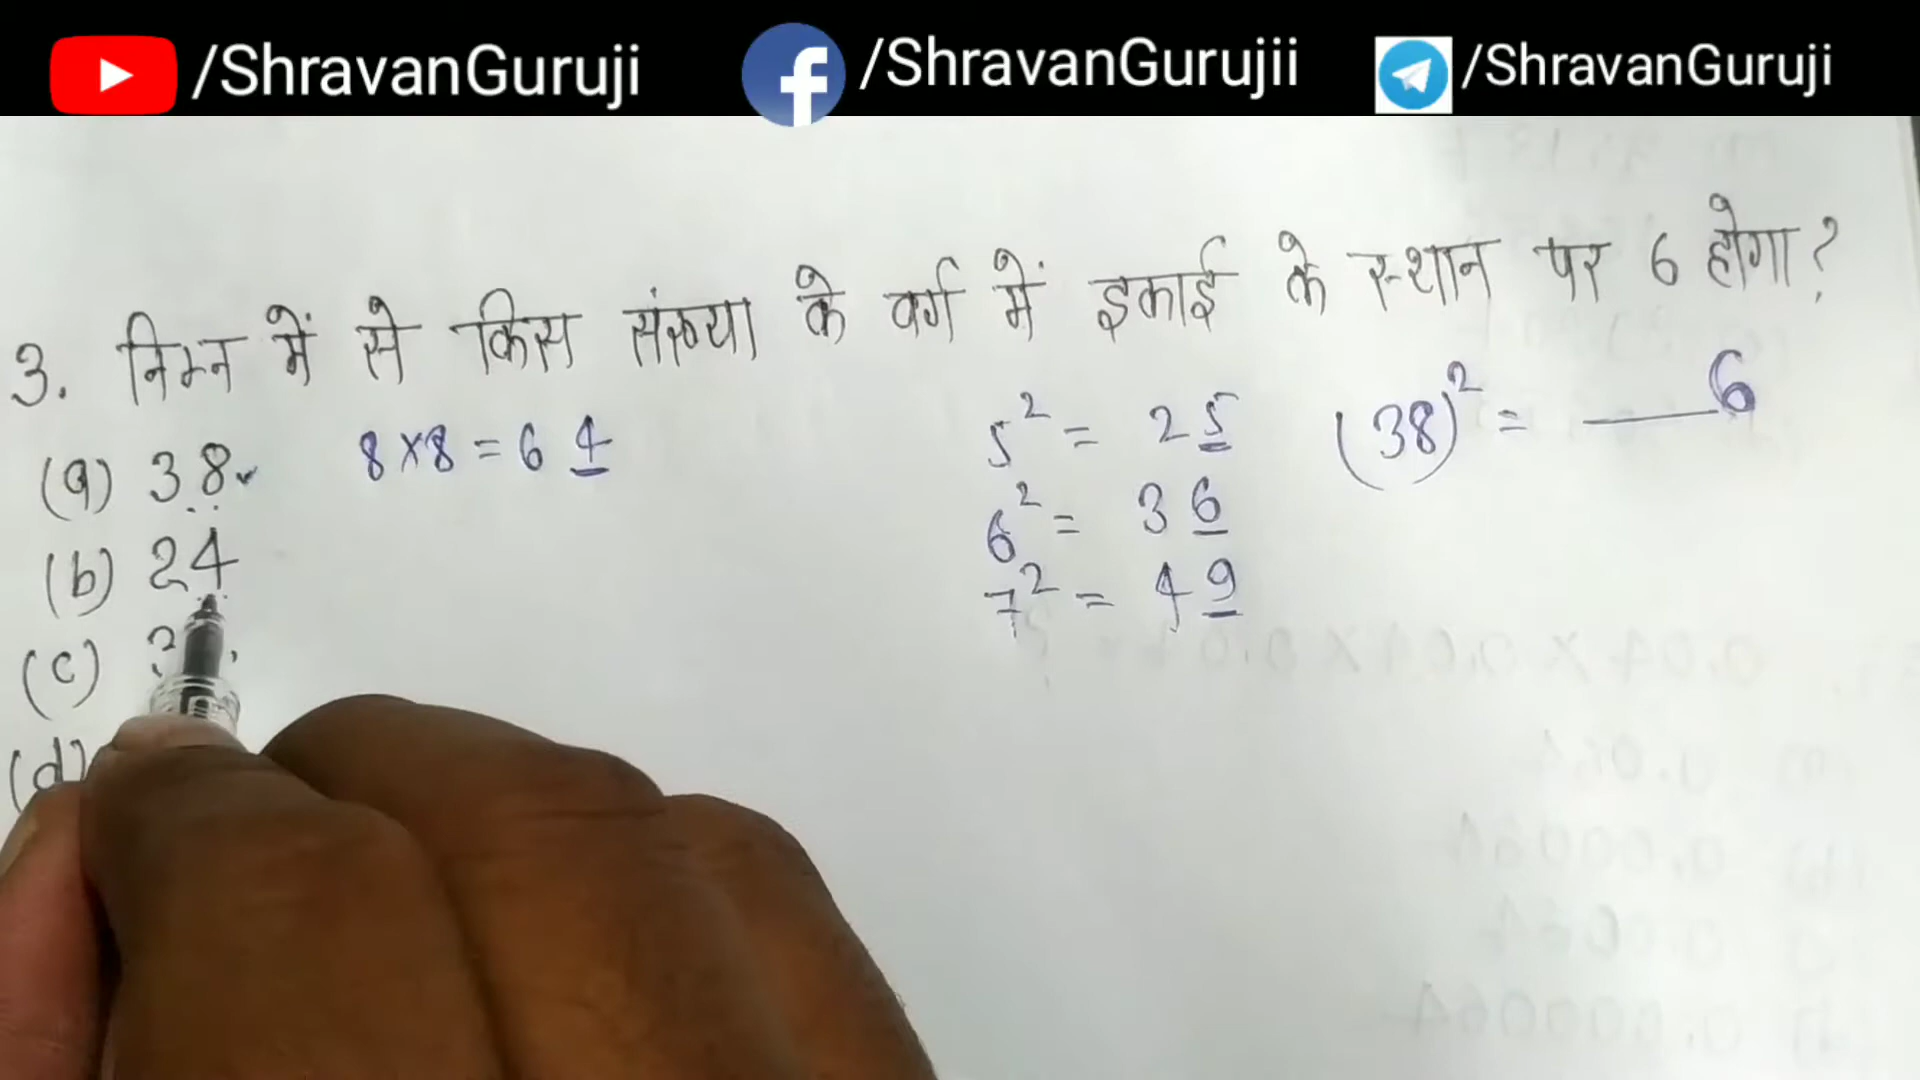 /ShravanGuruji /ShravanGurujii /ShravanGuruji
3. निम्न में से किस संख्या के वर्ग में इकाई के स्थान पर 6 होगा?
(a) 38
8×8 = 64
(b) 24
(c)
(d)
5² = 25
6² = 36
7² = 49
(38)² = ___6